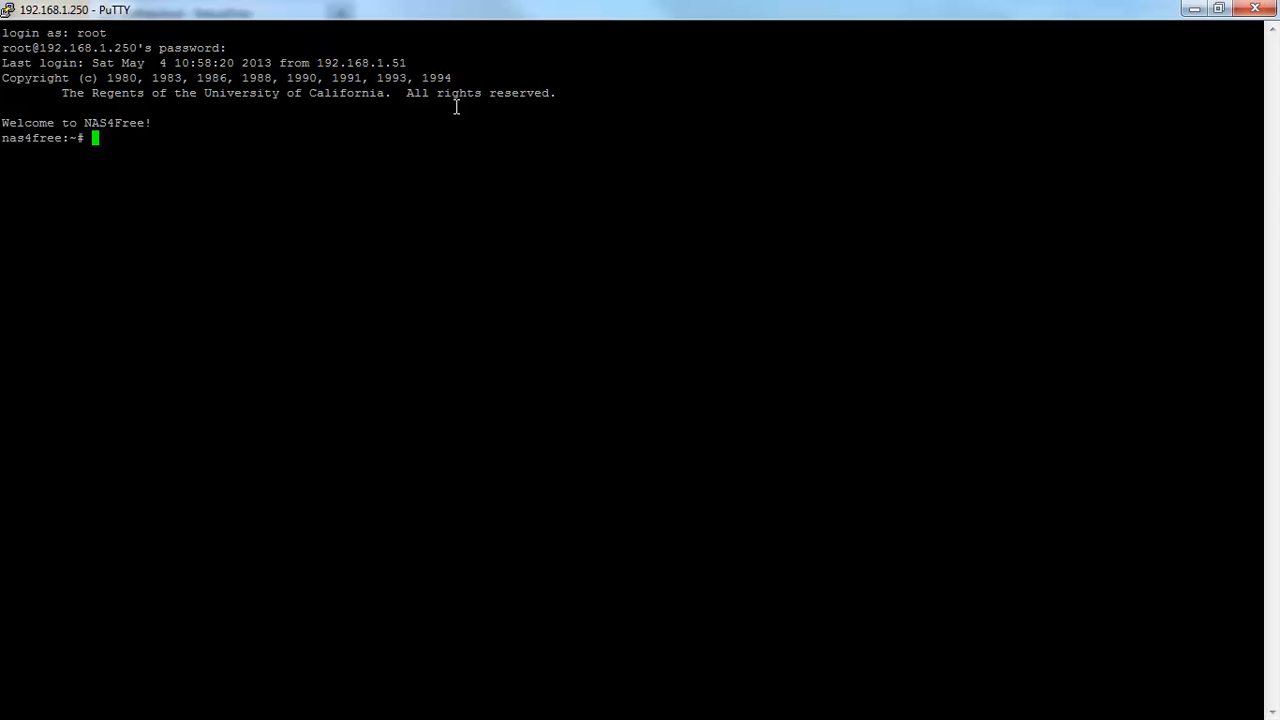 192.168.1.250 - PuTTY
login as: root
root@192.168.1.250's password:
Last login: Sat May  4 10:58:20 2013 from 192.168.1.51
Copyright (c) 1980, 1983, 1986, 1988, 1990, 1991, 1993, 1994
The Regents of the University of California.  All rights reserved.
Welcome to NAS4Free!
nas4free:~#